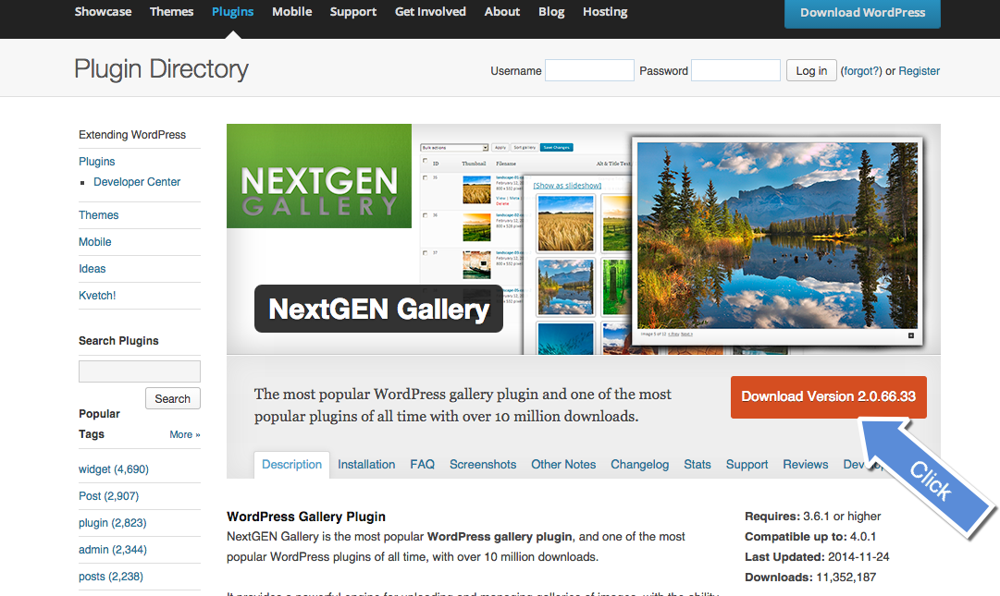 Showcase Themes Plugins Mobile Support Get Involved About Blog Hosting Download WordPress
Plugin Directory
Username Password Log in (forgot?) or Register
Extending WordPress
Plugins
Developer Center
Themes
Mobile
Ideas
Kvetch!
Search Plugins
Search
Popular
Tags More »
widget (4,690)
Post (2,907)
plugin (2,823)
admin (2,344)
posts (2,238)
NEXTGEN
GALLERY
Bulk actions Apply Sort gallery Save Changes
ID Thumbnail Filename Alt & Title Text
[Show as slideshow]
NextGEN Gallery
The most popular WordPress gallery plugin and one of the most
popular plugins of all time with over 10 million downloads.
Download Version 2.0.66.33
Click
Description Installation FAQ Screenshots Other Notes Changelog Stats Support Reviews
WordPress Gallery Plugin
NextGEN Gallery is the most popular WordPress gallery plugin, and one of the most
popular WordPress plugins of all time, with over 10 million downloads.
It provides a powerful engine for uploading and managing galleries of images, with the ability
Requires: 3.6.1 or higher
Compatible up to: 4.0.1
Last Updated: 2014-11-24
Downloads: 11,352,187